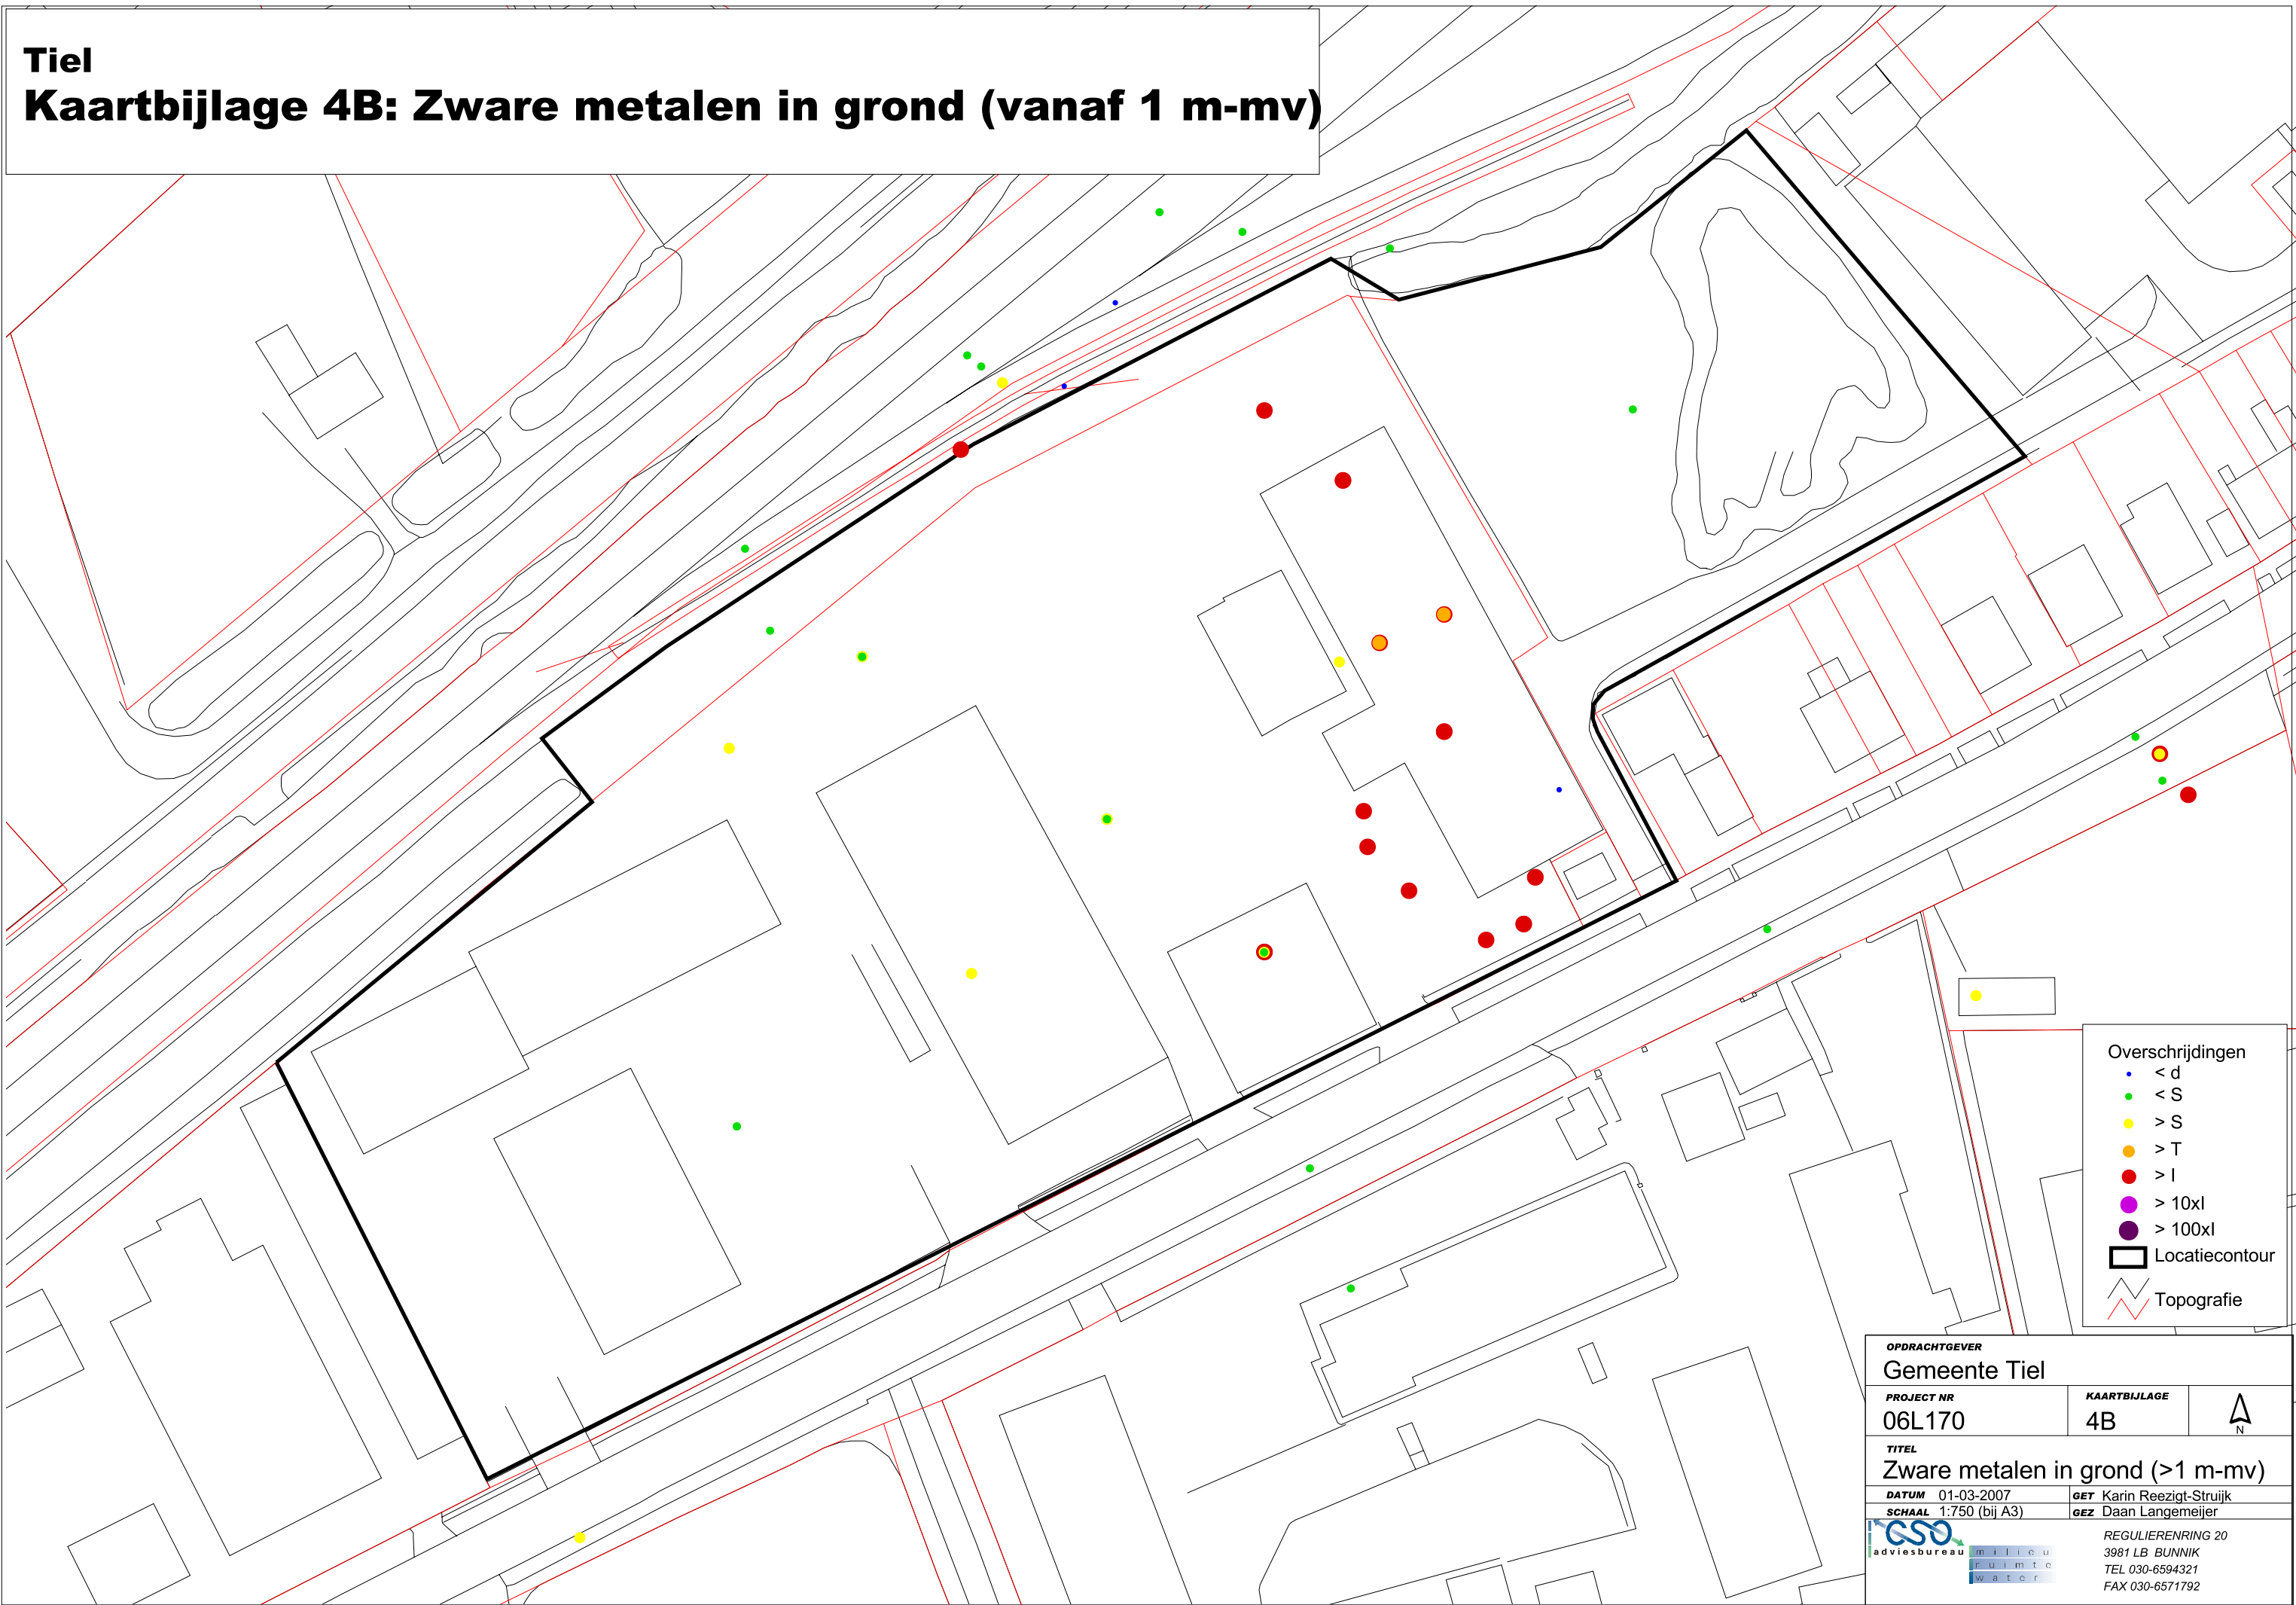 Tiel
Kaartbijlage 4B: Zware metalen in grond (vanaf 1 m-mv)
Overschrijdingen
< d
< S
> S
> T
> I
> 10xI
> 100xI
Locatiecontour
Topografie
OPDRACHTGEVER
Gemeente Tiel
PROJECT NR
06L170
KAARTBIJLAGE
4B
N
TITEL
Zware metalen in grond (>1 m-mv)
DATUM 01-03-2007
GET Karin Reezigt-Struijk
SCHAAL 1:750 (bij A3)
GEZ Daan Langemeijer
CSO
adviesbureau
milieu
ruimte
water
REGULIERENRING 20
3981 LB BUNNIK
TEL 030-6594321
FAX 030-6571792